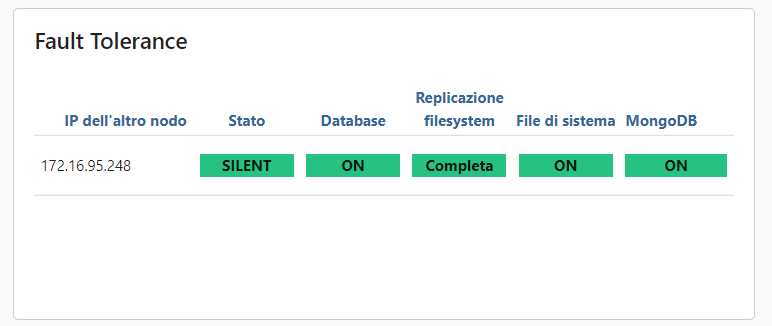 Fault Tolerance
IP dell'altro nodo Stato Database Replicazione filesystem File di sistema MongoDB
172.16.95.248 SILENT ON Completa ON ON